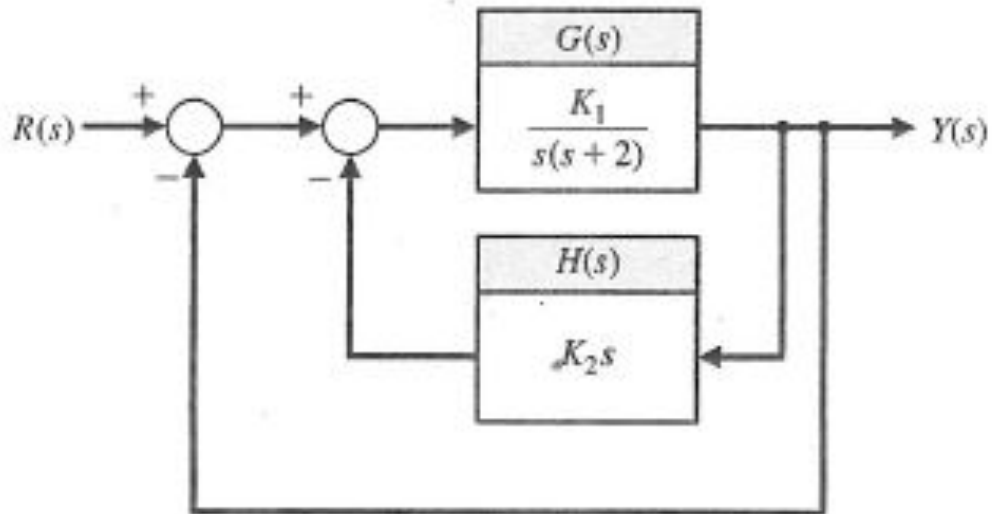 G(s)
+
+
R(s)
K₁
s(s + 2)
Y(s)
−
−
H(s)
K₂s